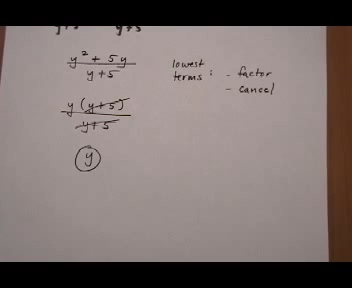 y² + 5y
y + 5
lowest
terms : - factor
- cancel
y (y + 5)
y + 5
y